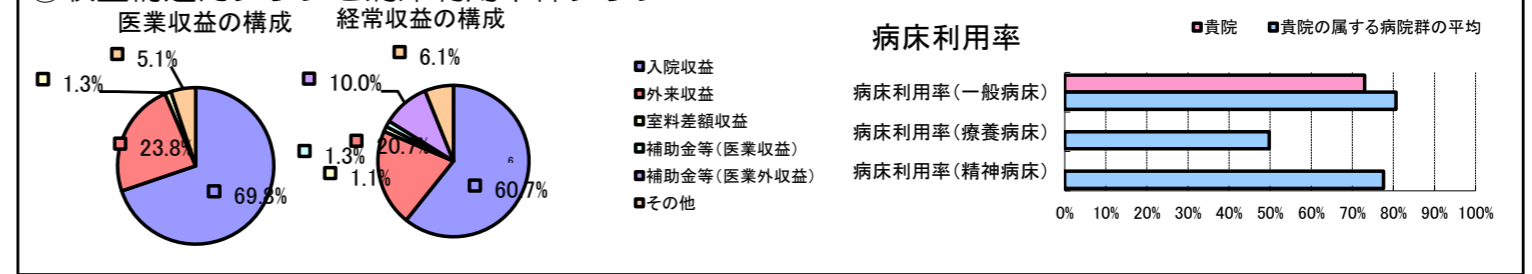 医業収益の構成
経常収益の構成
5.1%
1.3%
23.8%
69.8%
6.1%
10.0%
20.7%
1.3%
1.1%
60.7%
入院収益
外来収益
室料差額収益
補助金等(医業収益)
補助金等(医業外収益)
その他
病床利用率
貴院 貴院の属する病院群の平均
病床利用率(一般病床)
病床利用率(療養病床)
病床利用率(精神病床)
0% 10% 20% 30% 40% 50% 60% 70% 80% 90% 100%